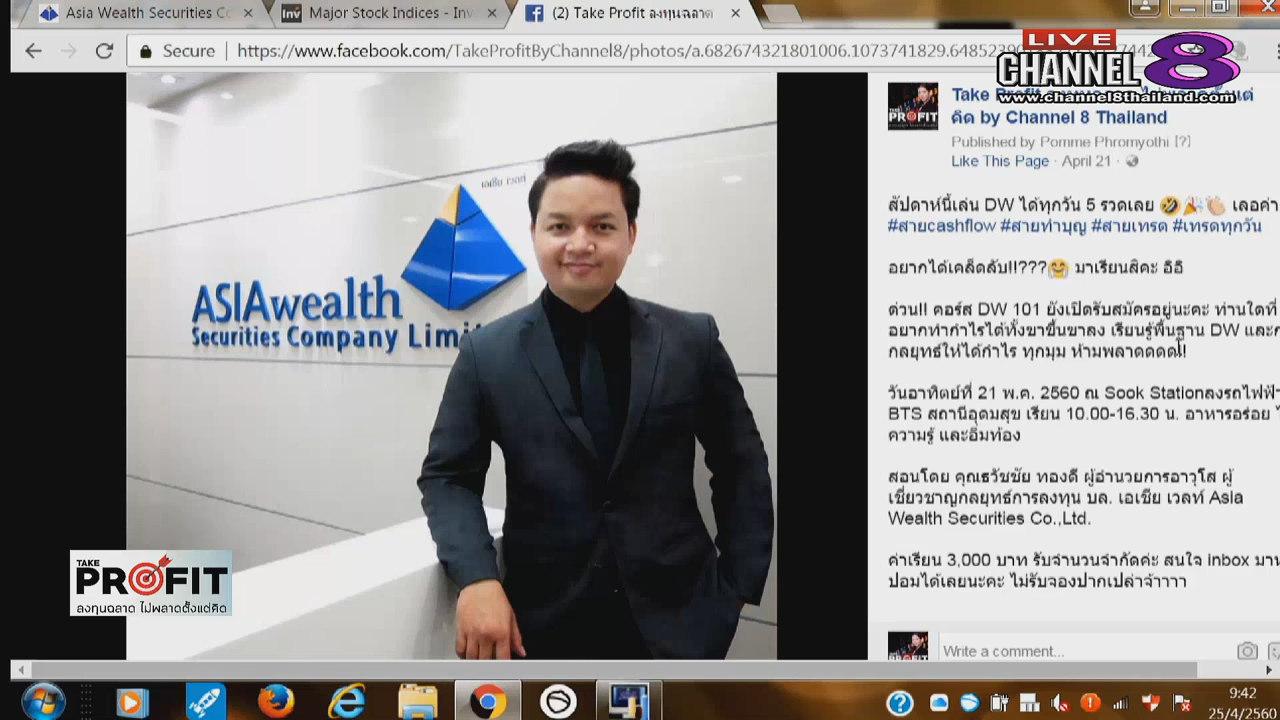 Asia Wealth Securities Co
Major Stock Indices - Inv
(2) Take Profit ลงทุนฉลาด
Secure
https://www.facebook.com/TakeProfitByChannel8/photos/a.682674321801006.1073741829.6485239
LIVE
CHANNEL 8
www.channel8thailand.com
Take
คิด by Channel 8 Thailand
Published by Pomme Phromyothi [?]
Like This Page · April 21 ·
สัปดาห์นี้เล่น DW ได้ทุกวัน 5 รวดเลย 🤣🎉👏🏻 เลอค่า
#สายcashflow #สายทำบุญ #สายเทรด #เทรดทุกวัน
อยากได้เคล็ดลับ!!???🤗 มาเรียนสิคะ อิอิ
ด่วน!! คอร์ส DW 101 ยังเปิดรับสมัครอยู่นะคะ ท่านใดที่
อยากทำกำไรได้ทั้งขาขึ้นขาลง เรียนรู้พื้นฐาน DW และก
กลยุทธ์ให้ได้กำไร ทุกมุม ห้ามพลาดดดด!!
วันอาทิตย์ที่ 21 พ.ค. 2560 ณ Sook Stationลงรถไฟฟ้า
BTS สถานีอุดมสุข เรียน 10.00-16.30 น. อาหารอร่อย
ความรู้ และอิ่มท้อง
สอนโดย คุณธวัชชัย ทองดี ผู้อำนวยการอาวุโส ผู้
เชี่ยวชาญกลยุทธ์การลงทุน บล. เอเชีย เวลท์ Asia
Wealth Securities Co.,Ltd.
ค่าเรียน 3,000 บาท รับจำนวนจำกัดค่ะ สนใจ inbox มาห
ปอมได้เลยนะคะ ไม่รับจองปากเปล่าจ้าาาา
Write a comment...
เอเซีย เวลท์
ASIA wealth
Securities Company Limi
TAKE
PROFIT
ลงทุนฉลาด ไม่พลาดตั้งแต่คิด
9:42
25/4/2560